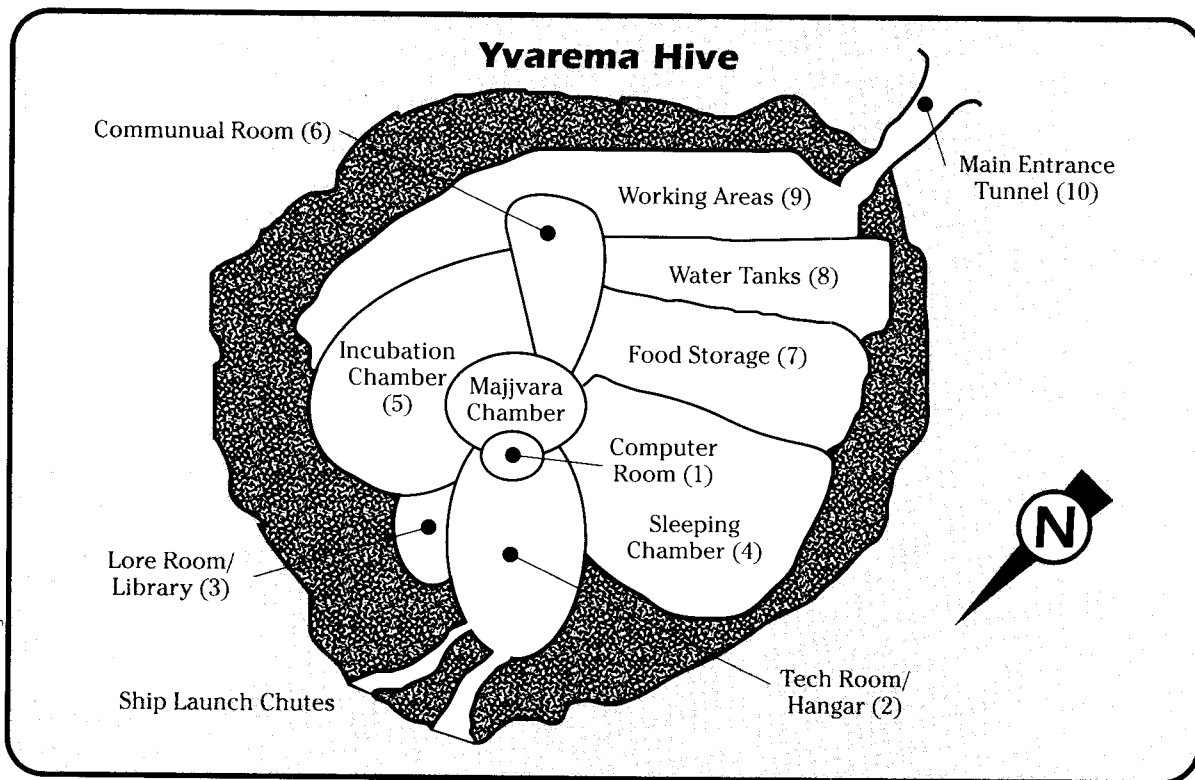 Yvarema Hive
Communual Room (6)
Main Entrance
Tunnel (10)
Working Areas (9)
Water Tanks (8)
Food Storage (7)
Incubation
Chamber
(5)
Majjvara
Chamber
Computer
Room (1)
Sleeping
Chamber (4)
Lore Room/
Library (3)
Tech Room/
Hangar (2)
Ship Launch Chutes
N